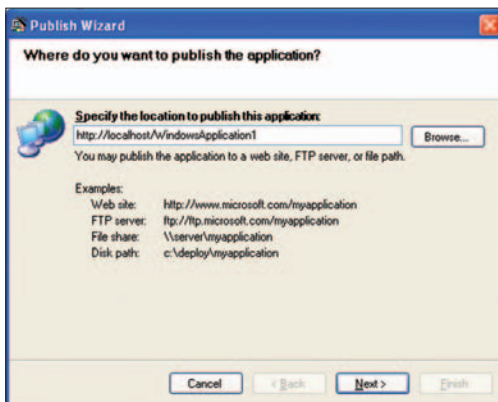 Publish Wizard
Where do you want to publish the application?
Specify the location to publish this application:
http://localhost/WindowsApplication1
Browse...
You may publish the application to a web site, FTP server, or file path.
Examples:
Web site: http://www.microsoft.com/myapplication
FTP server: ftp://ftp.microsoft.com/myapplication
File share: \\server\myapplication
Disk path: c:\deploy\myapplication
Cancel < Back Next > Finish